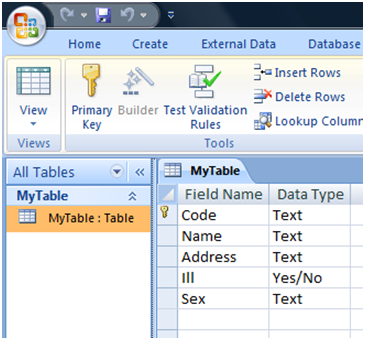 Home Create External Data Database
View Primary Key Builder Test Validation Rules Insert Rows
Delete Rows
Lookup Column
Views Tools
All Tables «
MyTable
MyTable : Table
MyTable
Field Name Data Type
Code Text
Name Text
Address Text
Ill Yes/No
Sex Text